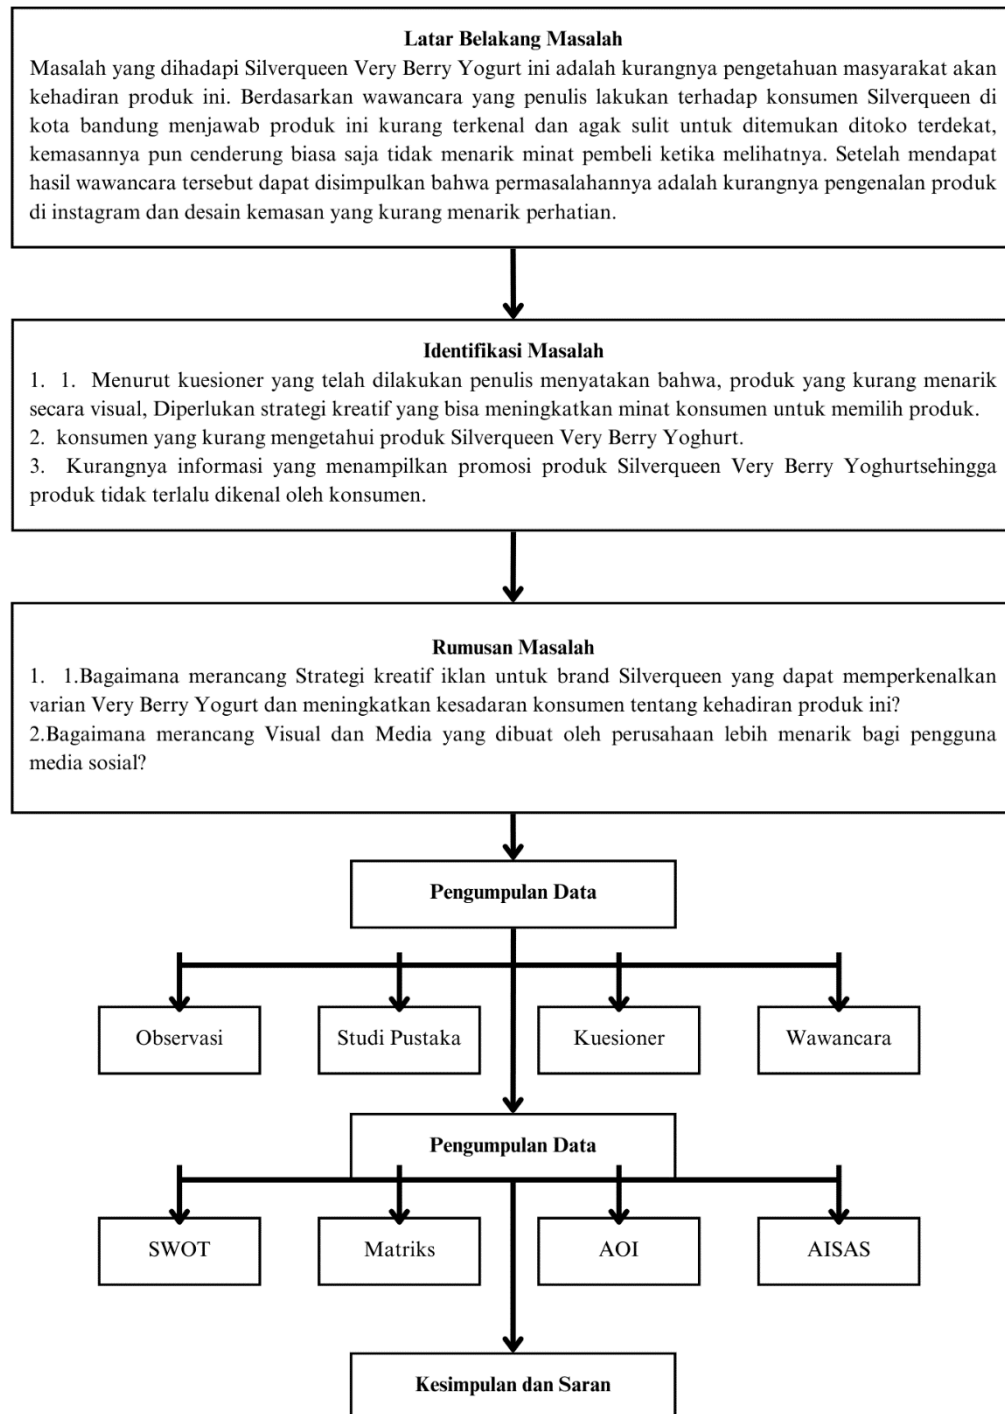 Latar Belakang Masalah
Masalah yang dihadapi Silverqueen Very Berry Yogurt ini adalah kurangnya pengetahuan masyarakat akan
kehadiran produk ini. Berdasarkan wawancara yang penulis lakukan terhadap konsumen Silverqueen di
kota bandung menjawab produk ini kurang terkenal dan agak sulit untuk ditemukan ditoko terdekat,
kemasannya pun cenderung biasa saja tidak menarik minat pembeli ketika melihatnya. Setelah mendapat
hasil wawancara tersebut dapat disimpulkan bahwa permasalahannya adalah kurangnya pengenalan produk
di instagram dan desain kemasan yang kurang menarik perhatian.
Identifikasi Masalah
1. 1. Menurut kuesioner yang telah dilakukan penulis menyatakan bahwa, produk yang kurang menarik
secara visual, Diperlukan strategi kreatif yang bisa meningkatkan minat konsumen untuk memilih produk.
2. konsumen yang kurang mengetahui produk Silverqueen Very Berry Yoghurt.
3. Kurangnya informasi yang menampilkan promosi produk Silverqueen Very Berry Yoghurtsehingga
produk tidak terlalu dikenal oleh konsumen.
Rumusan Masalah
1. 1.Bagaimana merancang Strategi kreatif iklan untuk brand Silverqueen yang dapat memperkenalkan
varian Very Berry Yogurt dan meningkatkan kesadaran konsumen tentang kehadiran produk ini?
2.Bagaimana merancang Visual dan Media yang dibuat oleh perusahaan lebih menarik bagi pengguna
media sosial?
Pengumpulan Data
Observasi
Studi Pustaka
Kuesioner
Wawancara
Pengumpulan Data
SWOT
Matriks
AOI
AISAS
Kesimpulan dan Saran